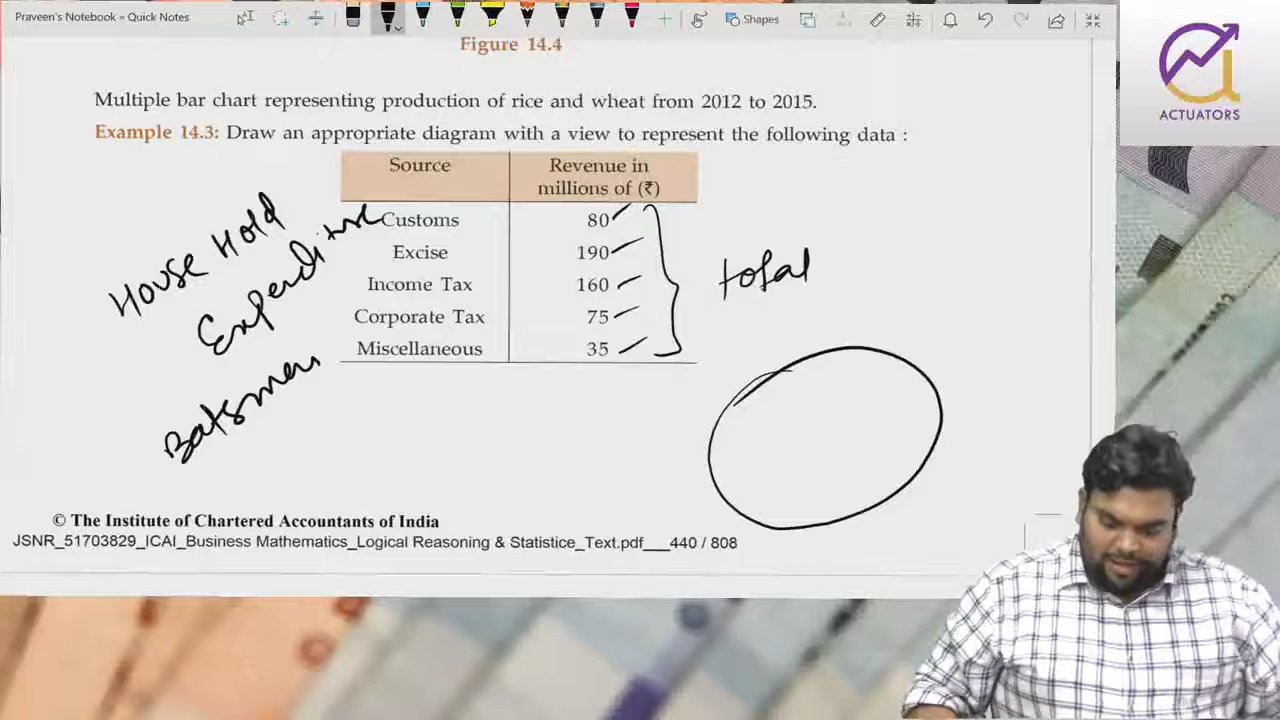 Praveen's Notebook » Quick Notes
Shapes
ACTUATORS
Figure 14.4
Multiple bar chart representing production of rice and wheat from 2012 to 2015.
Example 14.3: Draw an appropriate diagram with a view to represent the following data :
Source Revenue in millions of (₹)
Customs 80
Excise 190
Income Tax 160
Corporate Tax 75
Miscellaneous 35
House Hold
Expenditure
Batsmen
total
© The Institute of Chartered Accountants of India
JSNR_51703829_ICAI_Business Mathematics_Logical Reasoning & Statistice_Text.pdf___440 / 808